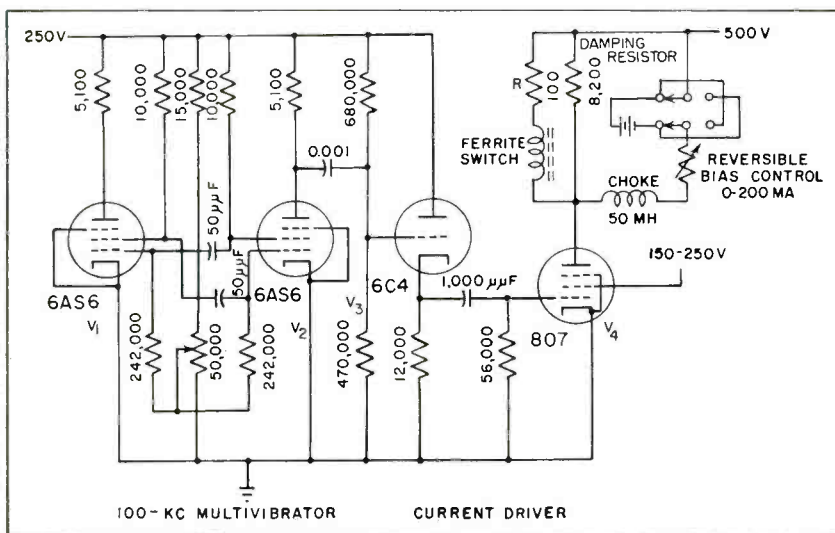 250V
5,100
10,000
15,000
10,000
5,100
680,000
0.001
50μμF
50μμF
6AS6
V1
6AS6
V2
V3
6C4
1,000 μμF
242,000
50,000
242,000
470,000
12,000
56,000
807
V4
150-250V
500V
DAMPING
RESISTOR
R
100
8,200
FERRITE
SWITCH
CHOKE
50 MH
REVERSIBLE
BIAS CONTROL
0-200 MA
100-KC MULTIVIBRATOR
CURRENT DRIVER